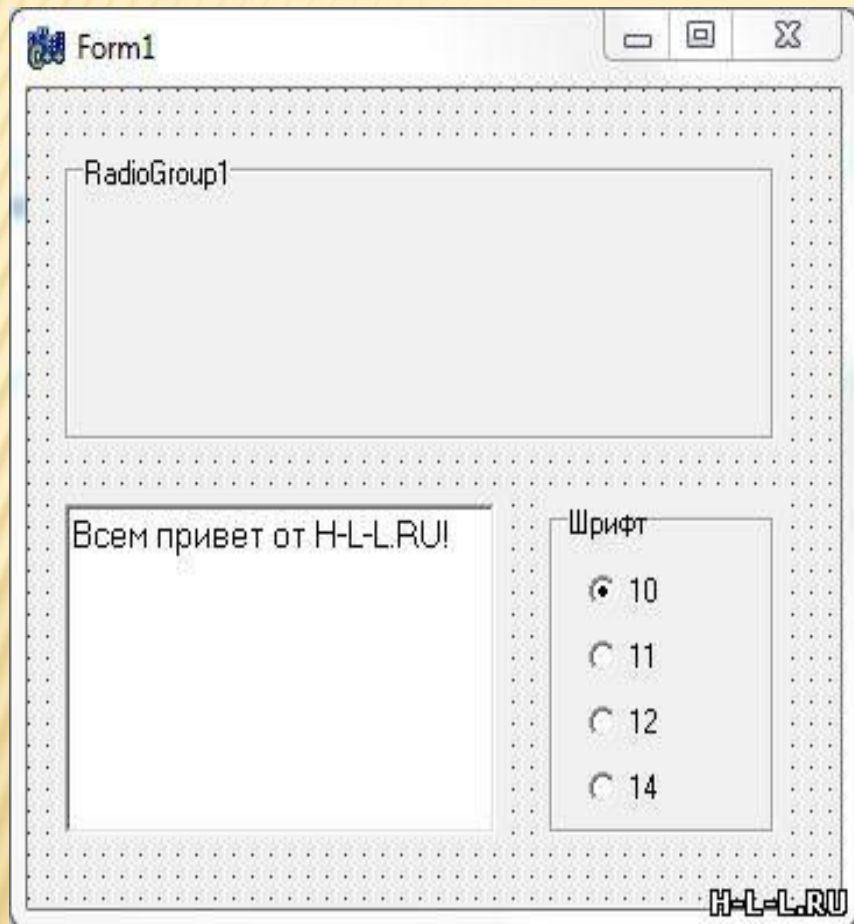 Form1
RadioGroup1
Всем привет от H-L-L.RU!
Шрифт
10
11
12
14
H-L-L.RU